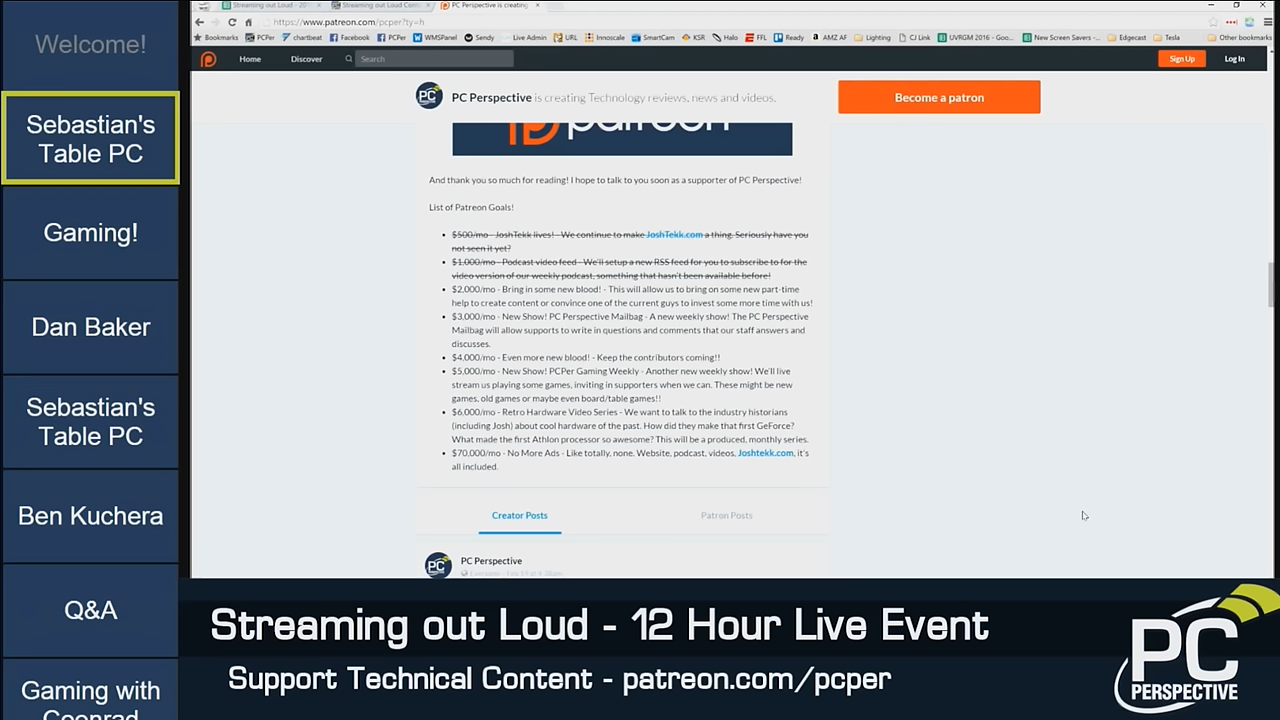 Welcome!
Sebastian's
Table PC
Gaming!
Dan Baker
Sebastian's
Table PC
Ben Kuchera
Q&A
Gaming with
Coonrad
Streaming out Loud - 20
Streaming out Loud Con
PC Perspective is creating
https://www.patreon.com/pcper?ty=h
Bookmarks PCPer chartbeat Facebook PCPer WMSPanel Sendy Live Admin URL Innoscale SmartCam KSR Halo FFL Ready AMZ AF Lighting CJ Link UVRGM 2016 - Goo... New Screen Savers -... Edgecast Tesla Other bookmarks
Home Discover Search Sign Up Log In
PC Perspective is creating Technology reviews, news and videos.
Become a patron
patreon
And thank you so much for reading! I hope to talk to you soon as a supporter of PC Perspective!
List of Patreon Goals!
• $500/mo - JoshTekk lives! - We continue to make JoshTekk.com a thing. Seriously have you
not seen it yet?
• $1,000/mo - Podcast video feed - We'll setup a new RSS feed for you to subscribe to for the
video version of our weekly podcast, something that hasn't been available before!
• $2,000/mo - Bring in some new blood! - This will allow us to bring on some new part-time
help to create content or convince one of the current guys to invest some more time with us!
• $3,000/mo - New Show! PC Perspective Mailbag - A new weekly show! The PC Perspective
Mailbag will allow supports to write in questions and comments that our staff answers and
discusses.
• $4,000/mo - Even more new blood! - Keep the contributors coming!!
• $5,000/mo - New Show! PCPer Gaming Weekly - Another new weekly show! We'll live
stream us playing some games, inviting in supporters when we can. These might be new
games, old games or maybe even board/table games!!
• $6,000/mo - Retro Hardware Video Series - We want to talk to the industry historians
(including Josh) about cool hardware of the past. How did they make that first GeForce?
What made the first Athlon processor so awesome? This will be a produced, monthly series.
• $70,000/mo - No More Ads - Like totally, none. Website, podcast, videos, Joshtekk.com, it's
all included.
Creator Posts Patron Posts
PC Perspective
Streaming out Loud - 12 Hour Live Event
Support Technical Content - patreon.com/pcper
PC
PERSPECTIVE